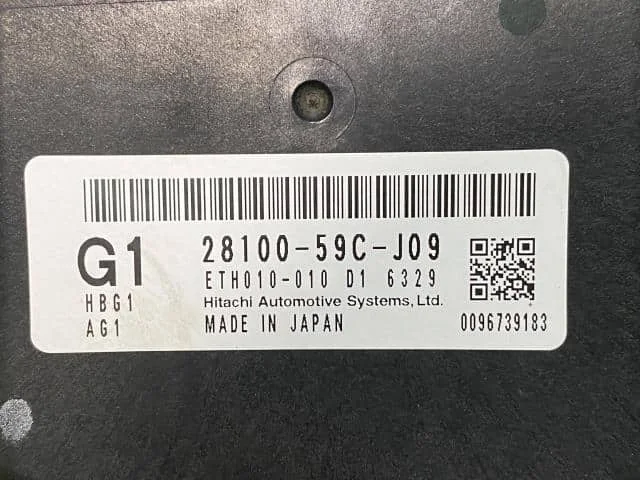 G1
28100-59C-J09
ETH010-010 D1 6329
HBG1
Hitachi Automotive Systems, Ltd.
AG1
MADE IN JAPAN
0096739183